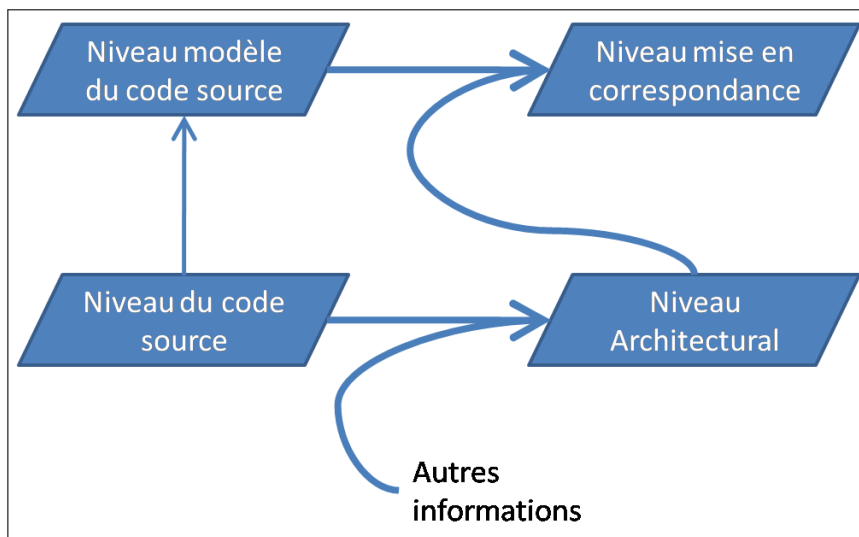 Niveau modèle
du code source
Niveau mise en
correspondance
Niveau du code
source
Niveau
Architectural
Autres
informations